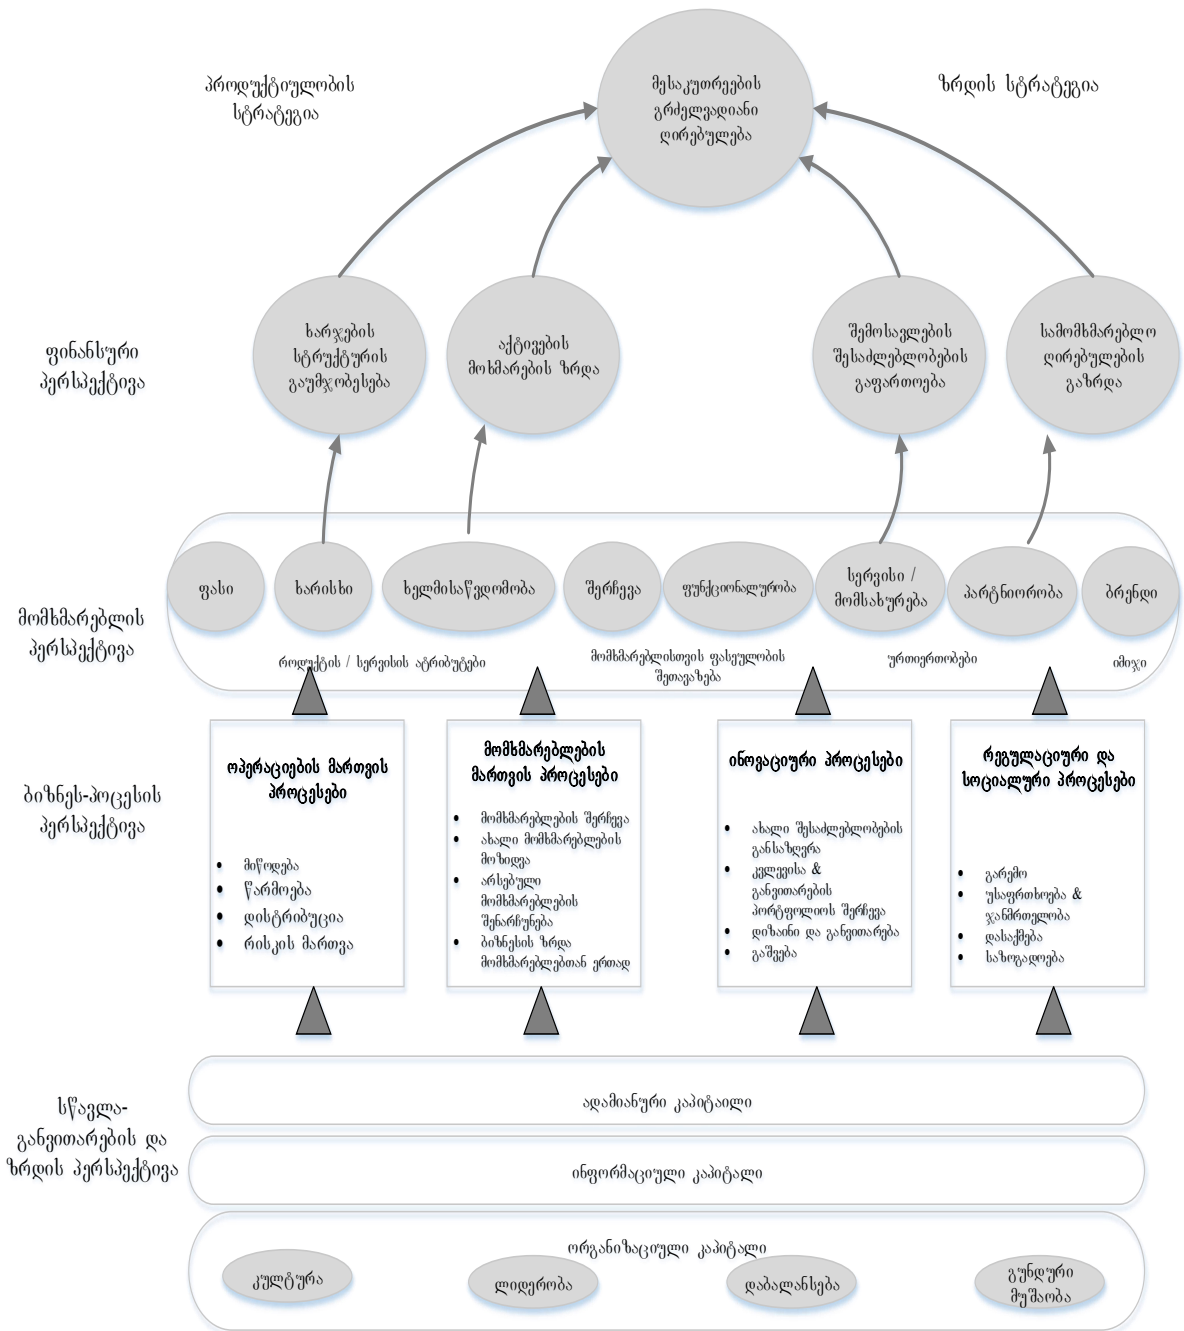 პროდუქტიულობის
სტრატეგია
მესაკუთრეების
გრძელვადიანი
ღირებულება
ზრდის სტრატეგია
ფინანსური
პერსპექტივა
ხარჯების
სტრუქტურის
გაუმჯობესება
აქტივების
მოხმარების ზრდა
შემოსავლების
შესაძლებლობების
გაფართოება
სამომხმარებლო
ღირებულების
გაზრდა
მომხმარებლის
პერსპექტივა
ფასი
ხარისხი
ხელმისაწვდომობა
შერჩევა
ფუნქციონალურობა
სერვისი /
მომსახურება
პარტნიორობა
ბრენდი
როდუქტის / სერვისის ატრიბუტები
მომხმარებლისთვის ფასეულობის
შეთავაზება
ურთიერთობები
იმიჯი
ბიზნეს-პოცესის
პერსპექტივა
ოპერაციების მართვის
პროცესები
• მიწოდება
• წარმოება
• დისტრიბუცია
• რისკის მართვა
მომხმარებლების
მართვის პროცესები
• მომხმარებლების შერჩევა
• ახალი მომხმარებლების
მოზიდვა
• არსებული
მომხმარებლების
შენარჩუნება
• ბიზნესის ზრდა
მომხმარებლებთან ერთად
ინოვაციური პროცესები
• ახალი შესაძლებლობების
განსაზღვრა
• კვლევისა &
განვითარების
პორტფოლიოს შერჩევა
• დიზაინი და განვითარება
• გაშვება
რეგულაციური და
სოციალური პროცესები
• გარემო
• უსაფრთხოება &
ჯანმრთელობა
• დასაქმება
• საზოგადოება
სწავლა-
განვითარების და
ზრდის პერსპექტივა
ადამიანური კაპიტაილი
ინფორმაციული კაპიტალი
ორგანიზაციული კაპიტალი
კულტურა
ლიდერობა
დაბალანსება
გუნდური
მუშაობა